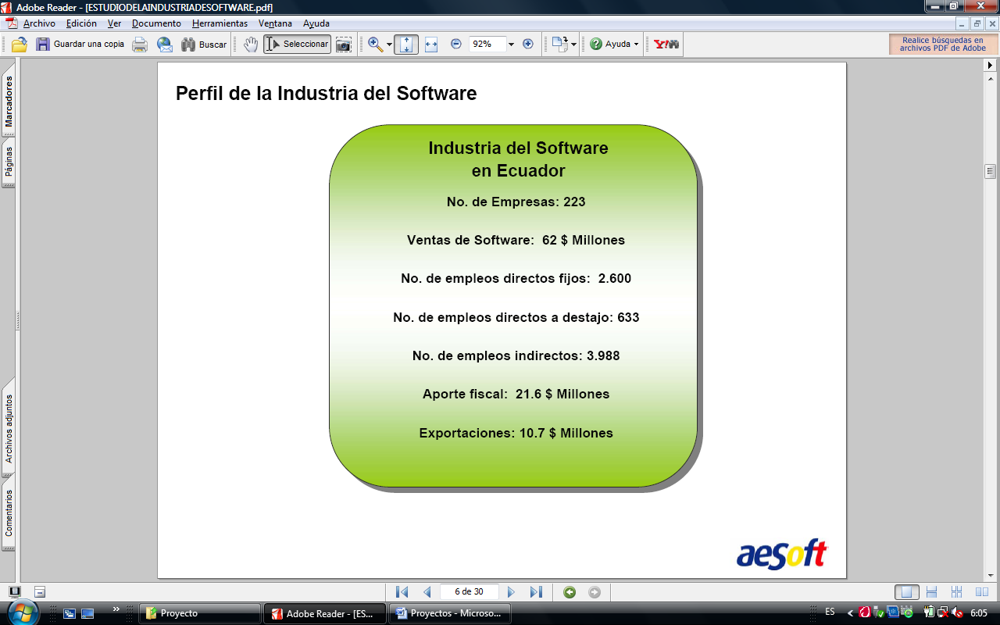 Adobe Reader - [ESTUDIODELAINDUSTRIADESOFTWARE.pdf]
Archivo Edición Ver Documento Herramientas Ventana Ayuda
Guardar una copia Buscar Seleccionar 92% Ayuda Y! Realice búsquedas en
archivos PDF de Adobe
Marcadores
Páginas
Archivos adjuntos
Comentarios
Perfil de la Industria del Software
Industria del Software
en Ecuador
No. de Empresas: 223
Ventas de Software: 62 $ Millones
No. de empleos directos fijos: 2.600
No. de empleos directos a destajo: 633
No. de empleos indirectos: 3.988
Aporte fiscal: 21.6 $ Millones
Exportaciones: 10.7 $ Millones
aesoft
6 de 30
Proyecto Adobe Reader - [ES... Proyectos - Microso... ES 6:05